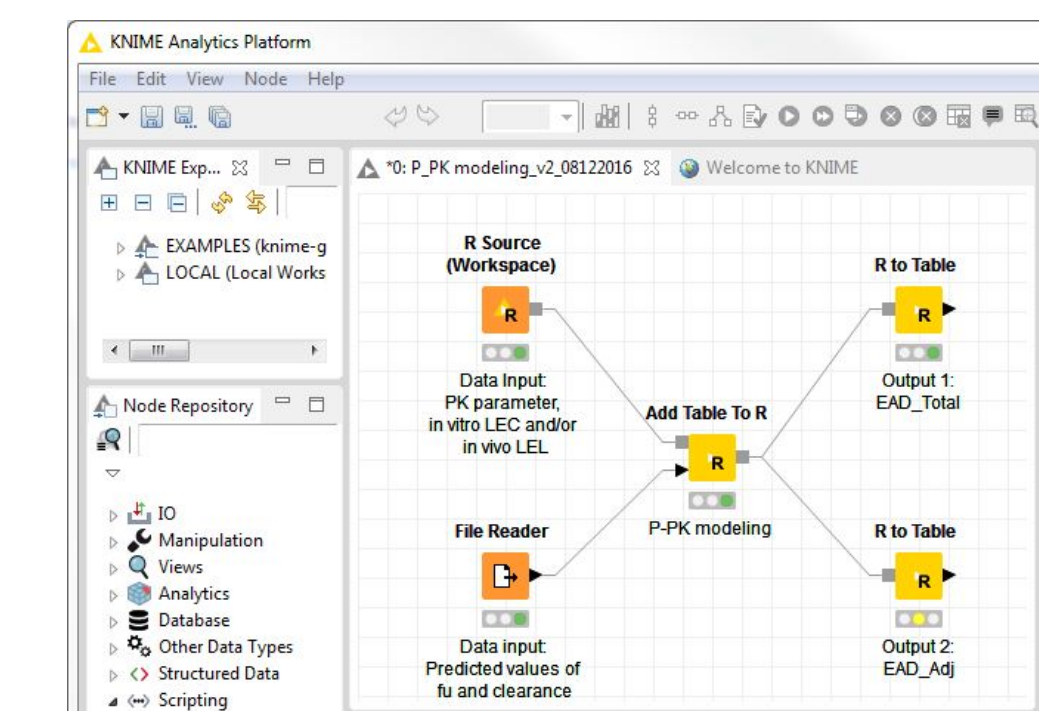 KNIME Analytics Platform
File Edit View Node Help
KNIME Exp...
EXAMPLES (knime-g
LOCAL (Local Works
Node Repository
IO
Manipulation
Views
Analytics
Database
Other Data Types
Structured Data
Scripting
*0: P_PK modeling_v2_08122016
Welcome to KNIME
R Source
(Workspace)
R
Data Input:
PK parameter,
in vitro LEC and/or
in vivo LEL
File Reader
Data input:
Predicted values of
fu and clearance
Add Table To R
R
P-PK modeling
R to Table
R
Output 1:
EAD_Total
R to Table
R
Output 2:
EAD_Adj